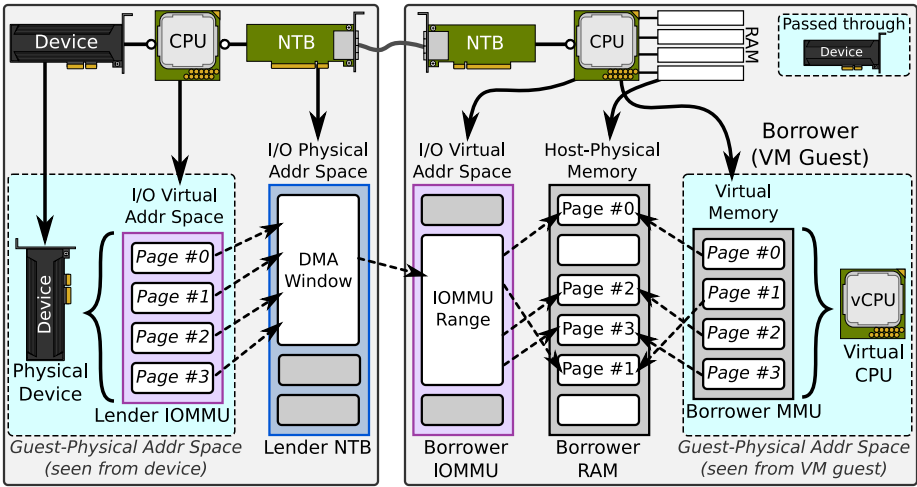 Device
CPU
NTB
NTB
CPU
RAM
Passed through
Device
I/O Virtual
Addr Space
I/O Physical
Addr Space
I/O Virtual
Addr Space
Host-Physical
Memory
Borrower
(VM Guest)
Virtual
Memory
Device
Physical
Device
Page #0
Page #1
Page #2
Page #3
Lender IOMMU
Guest-Physical Addr Space
(seen from device)
DMA
Window
Lender NTB
IOMMU
Range
Borrower
IOMMU
Page #0
Page #2
Page #3
Page #1
Borrower
RAM
Page #0
Page #1
Page #2
Page #3
Borrower MMU
vCPU
Virtual
CPU
Guest-Physical Addr Space
(seen from VM guest)